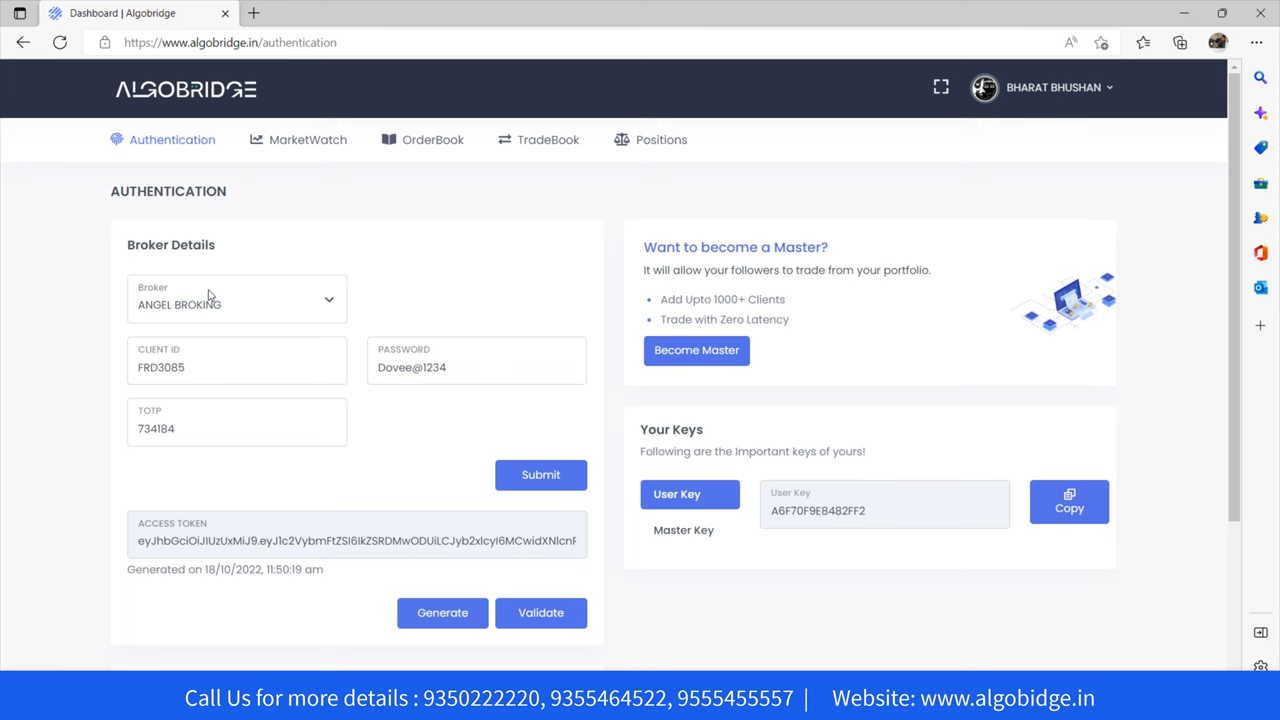 Dashboard | Algobridge
https://www.algobridge.in/authentication
ALGOBRIDGE
BHARAT BHUSHAN
Authentication
MarketWatch
OrderBook
TradeBook
Positions
AUTHENTICATION
Broker Details
Broker
ANGEL BROKING
CLIENT ID
FRD3085
PASSWORD
Dovee@1234
TOTP
734184
Submit
ACCESS TOKEN
Generated on 18/10/2022, 11:50:19 am
Generate
Validate
Want to become a Master?
It will allow your followers to trade from your portfolio.
• Add Upto 1000+ Clients
• Trade with Zero Latency
Become Master
Your Keys
Following are the Important keys of yours!
User Key
Master Key
User Key
A6F70F9E8482FF2
Copy
Call Us for more details : 9350222220, 9355464522, 9555455557 | Website: www.algobidge.in